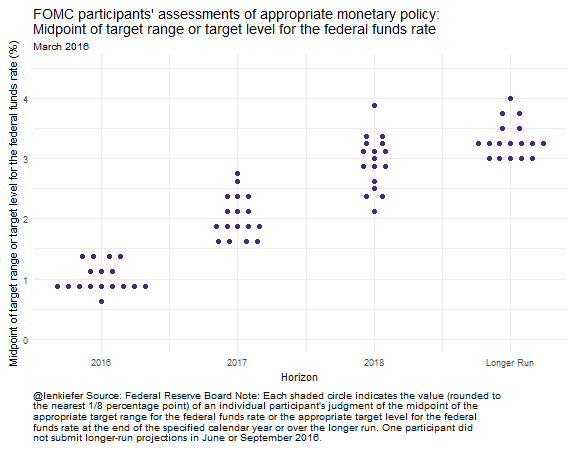 FOMC participants' assessments of appropriate monetary policy:
Midpoint of target range or target level for the federal funds rate
March 2016
Midpoint of target range or target level for the federal funds rate (%)
4
3
2
1
0
2016
2017
2018
Longer Run
Horizon
@lenkiefer Source: Federal Reserve Board Note: Each shaded circle indicates the value (rounded to
the nearest 1/8 percentage point) of an individual participant's judgment of the midpoint of the
appropriate target range for the federal funds rate or the appropriate target level for the federal
funds rate at the end of the specified calendar year or over the longer run. One participant did
not submit longer-run projections in June or September 2016.